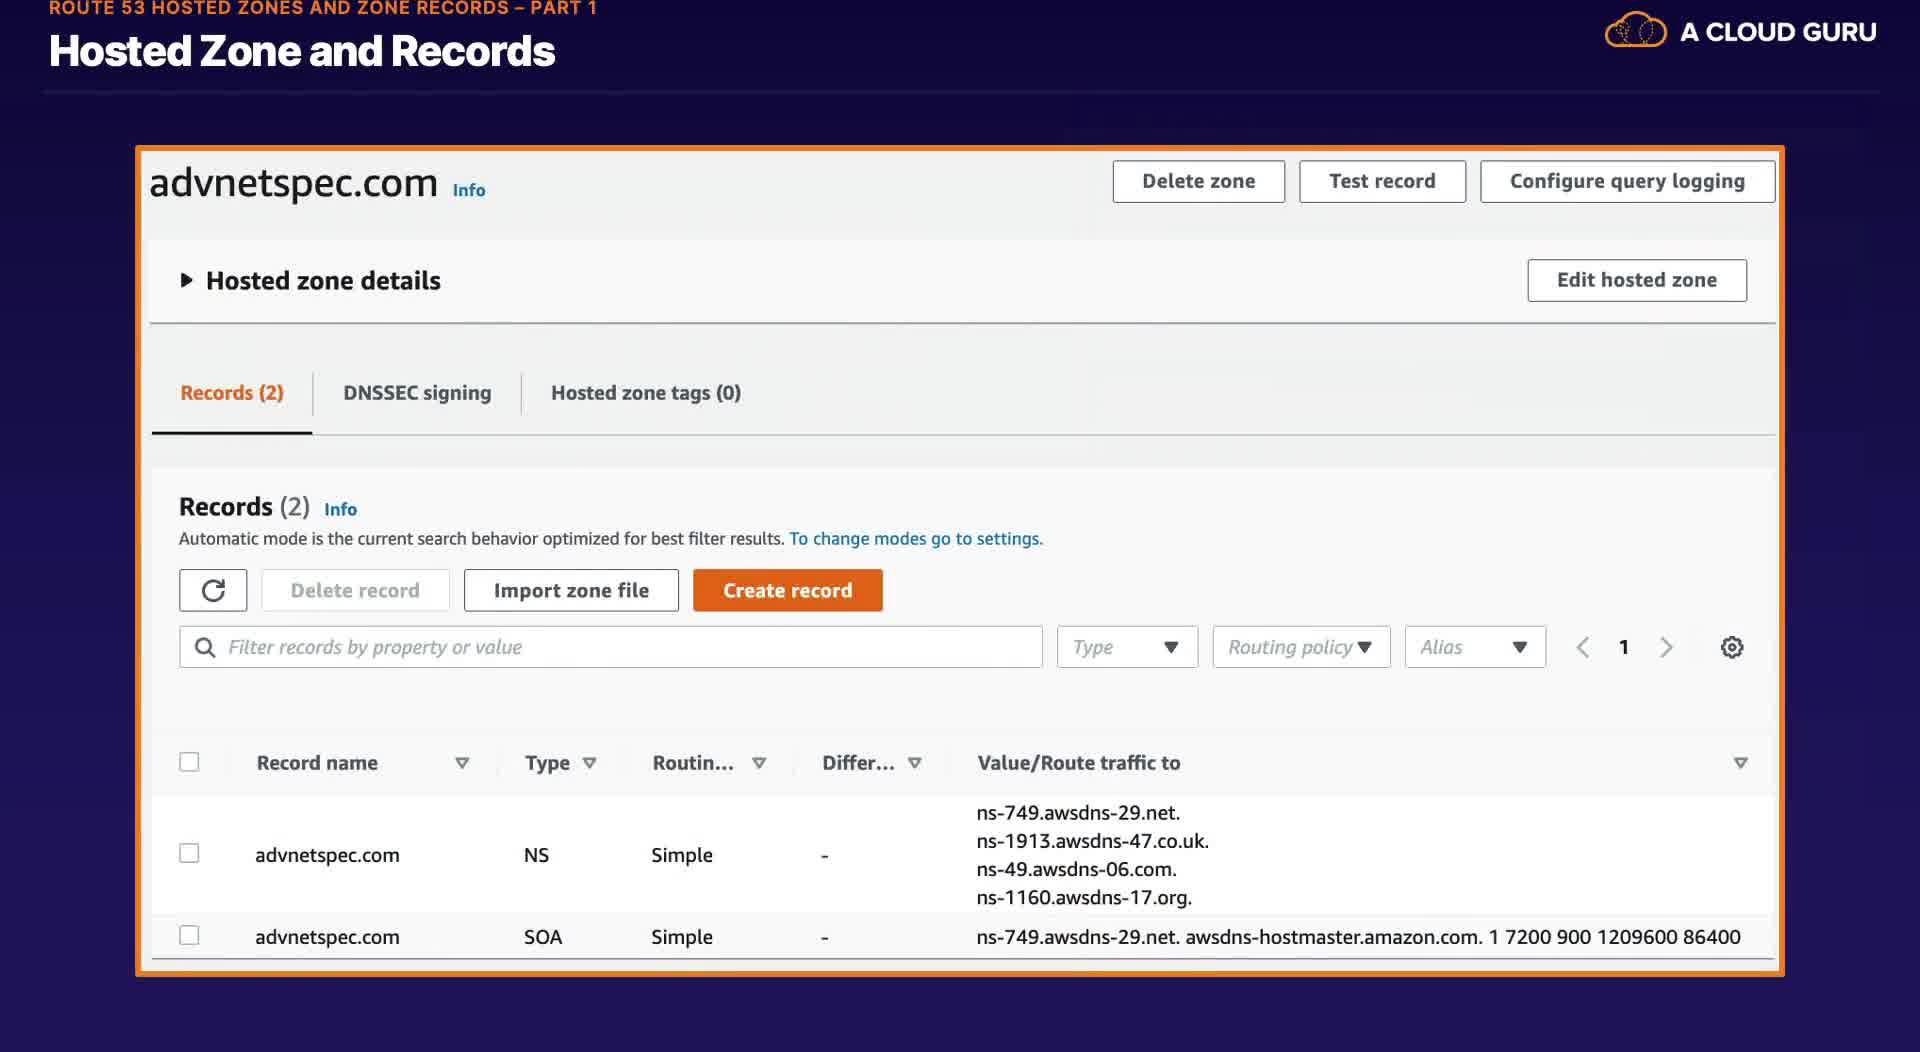 ROUTE 53 HOSTED ZONES AND ZONE RECORDS – PART 1
Hosted Zone and Records
A CLOUD GURU
advnetspec.com Info
Delete zone
Test record
Configure query logging
Hosted zone details
Edit hosted zone
Records (2)
DNSSEC signing
Hosted zone tags (0)
Records (2) Info
Automatic mode is the current search behavior optimized for best filter results. To change modes go to settings.
Delete record
Import zone file
Create record
Filter records by property or value
Type
Routing policy
Alias
1
Record name
Type
Routin...
Differ...
Value/Route traffic to
advnetspec.com
NS
Simple
-
ns-749.awsdns-29.net.
ns-1913.awsdns-47.co.uk.
ns-49.awsdns-06.com.
ns-1160.awsdns-17.org.
advnetspec.com
SOA
Simple
-
ns-749.awsdns-29.net. awsdns-hostmaster.amazon.com. 1 7200 900 1209600 86400